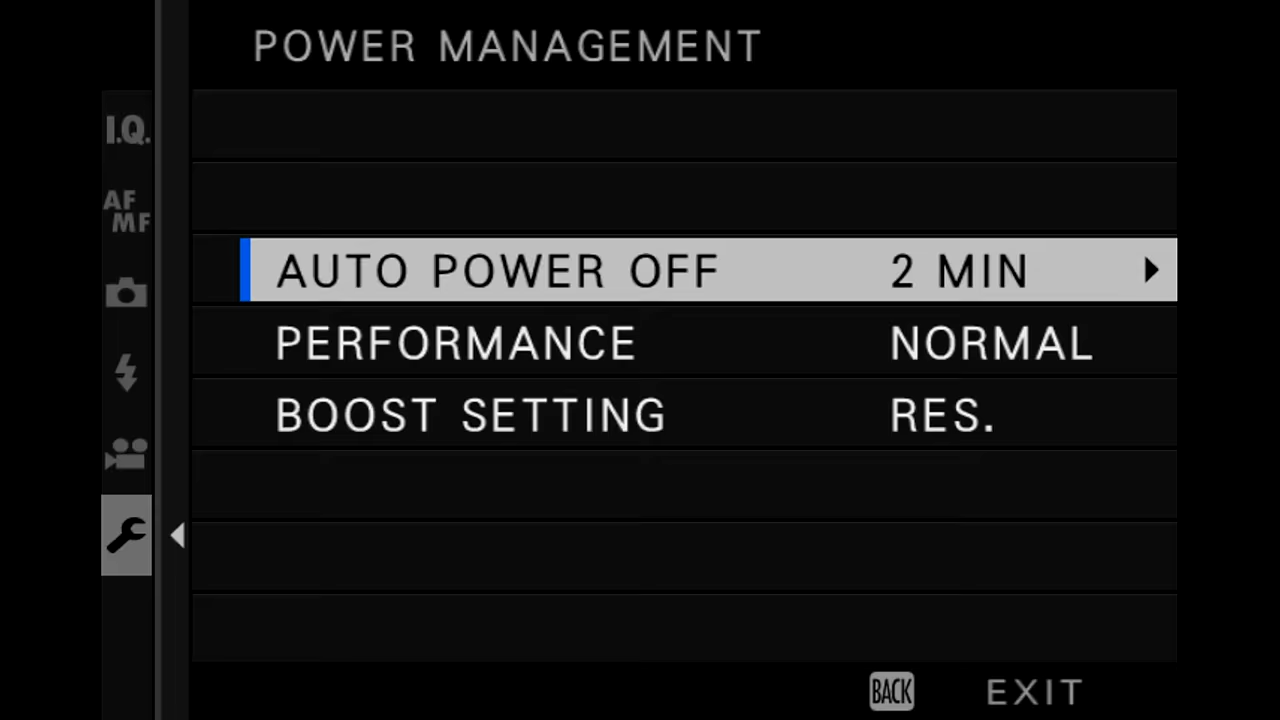 POWER MANAGEMENT
I.Q.
AF
MF
AUTO POWER OFF 2 MIN
PERFORMANCE NORMAL
BOOST SETTING RES.
BACK EXIT